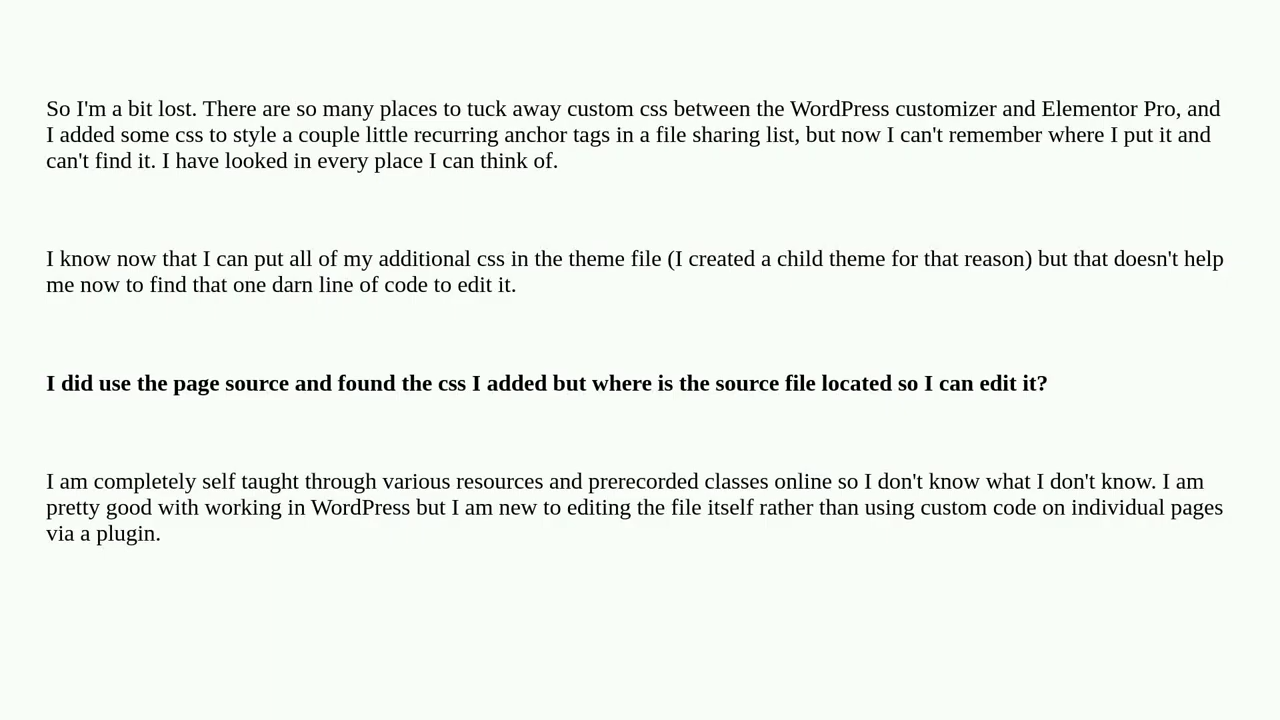 So I'm a bit lost. There are so many places to tuck away custom css between the WordPress customizer and Elementor Pro, and
I added some css to style a couple little recurring anchor tags in a file sharing list, but now I can't remember where I put it and
can't find it. I have looked in every place I can think of.
I know now that I can put all of my additional css in the theme file (I created a child theme for that reason) but that doesn't help
me now to find that one darn line of code to edit it.
I did use the page source and found the css I added but where is the source file located so I can edit it?
I am completely self taught through various resources and prerecorded classes online so I don't know what I don't know. I am
pretty good with working in WordPress but I am new to editing the file itself rather than using custom code on individual pages
via a plugin.